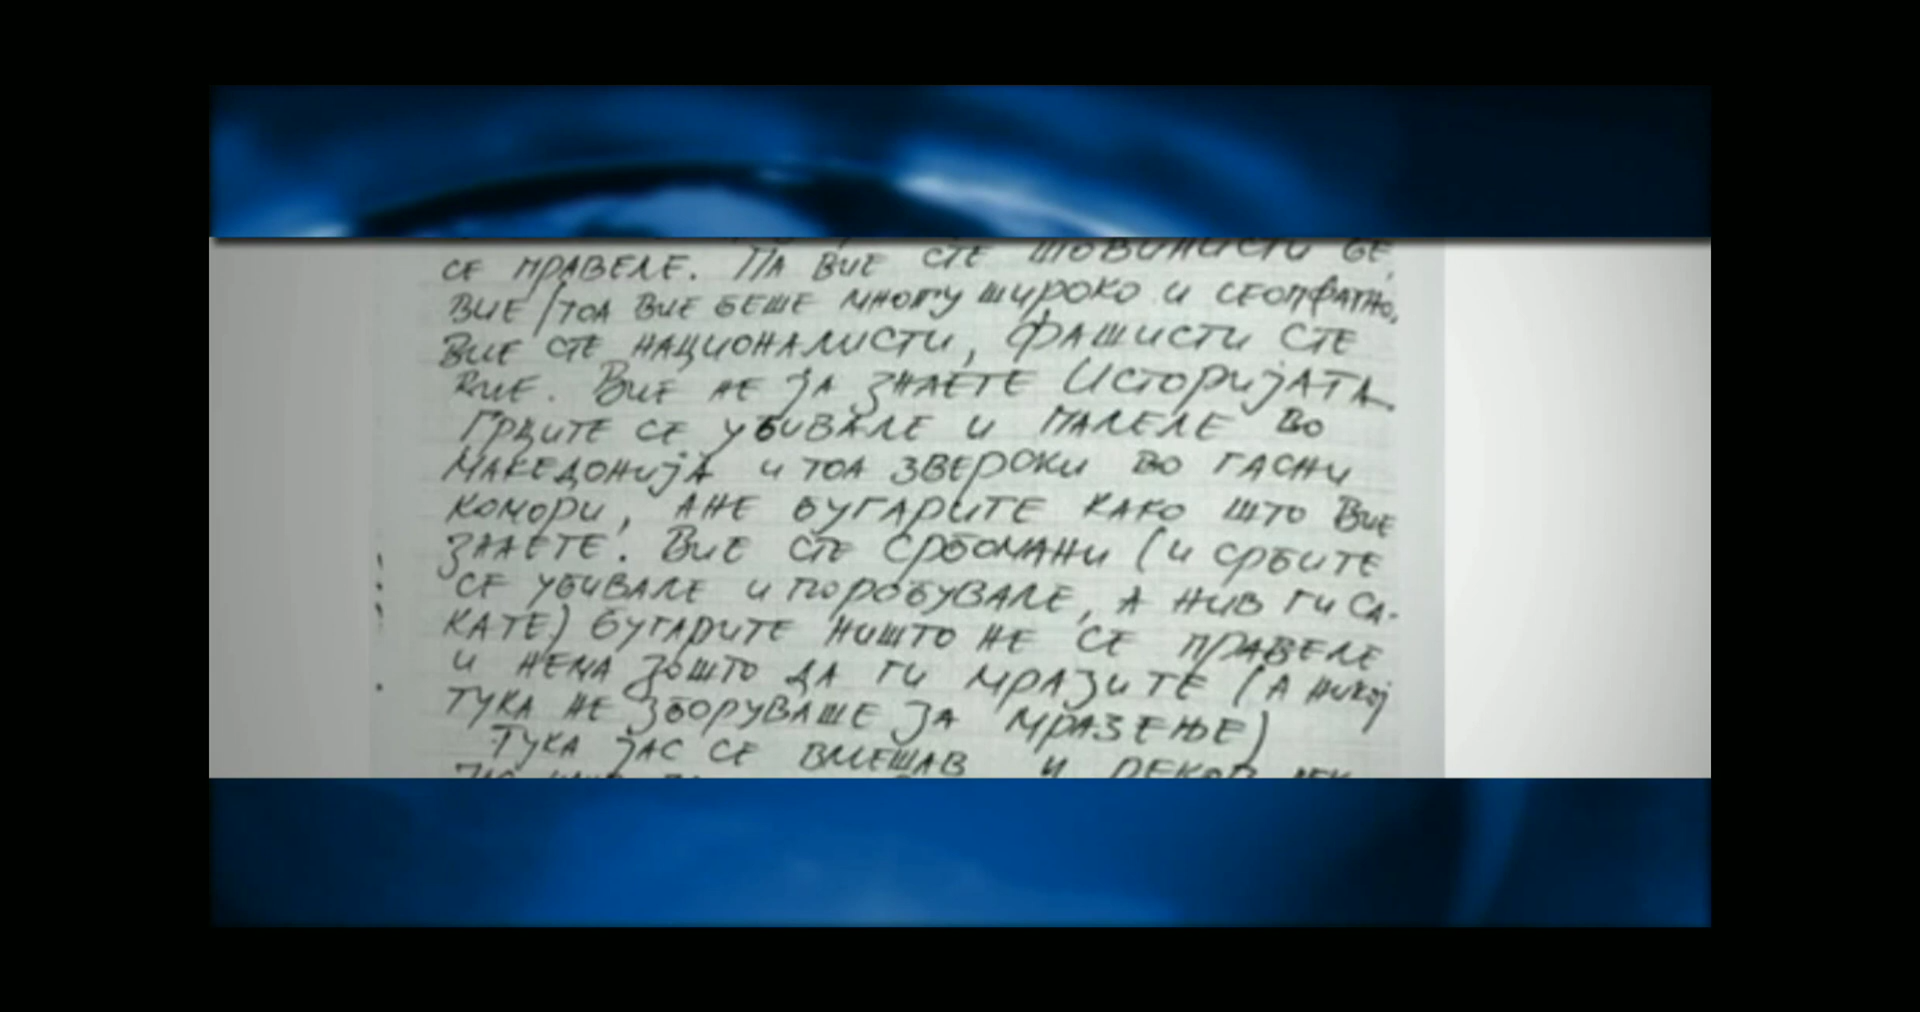 СЕ ПРАВЕЛЕ. ПА ВИЕ СТЕ ШОВИНИСТИ БЕ,
ВИЕ (ТОА ВИЕ БЕШЕ МНОГУ ШИРОКО И СЕОПФАТНО,
ВИЕ СТЕ НАЦИОНАЛИСТИ, ФАШИСТИ СТЕ
ВИЕ. ВИЕ НЕ ЈА ЗНАЕТЕ ИСТОРИЈАТА.
ГРЦИТЕ СЕ УБИВАЛЕ И ПАЛЕЛЕ ВО
МАКЕДОНИЈА И ТОА ЗВЕРСКИ ВО ГАСНИ
КОМОРИ, А НЕ БУГАРИТЕ КАКО ШТО ВИЕ
ЗНАЕТЕ. ВИЕ СТЕ СРБОМАНИ (И СРБИТЕ
СЕ УБИВАЛЕ И ПОРОБУВАЛЕ, А НИВ ГИ СА-
КАТЕ) БУГАРИТЕ НИШТО НЕ СЕ ПРАВЕЛЕ
И НЕМА ЗОШТО ДА ГИ МРАЗИТЕ (А НИКОЈ
ТУКА НЕ ЗБОРУВАШЕ ЗА МРАЗЕЊЕ)
ТУКА ЈАС СЕ ВМЕШАВ И РЕКОВ